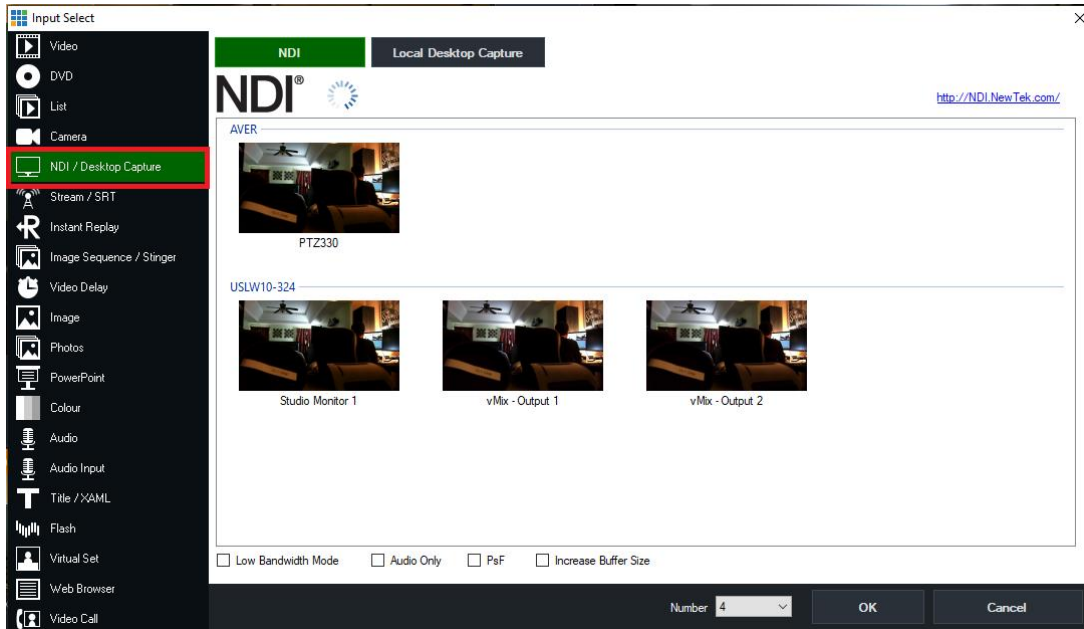 Input Select
Video
DVD
List
Camera
NDI / Desktop Capture
Stream / SRT
Instant Replay
Image Sequence / Stinger
Video Delay
Image
Photos
PowerPoint
Colour
Audio
Audio Input
Title / XAML
Flash
Virtual Set
Web Browser
Video Call
NDI
Local Desktop Capture
NDI®
http://NDI.NewTek.com/
AVER
PTZ330
USLW10-324
Studio Monitor 1
vMix - Output 1
vMix - Output 2
Low Bandwidth Mode
Audio Only
PsF
Increase Buffer Size
Number 4
OK
Cancel